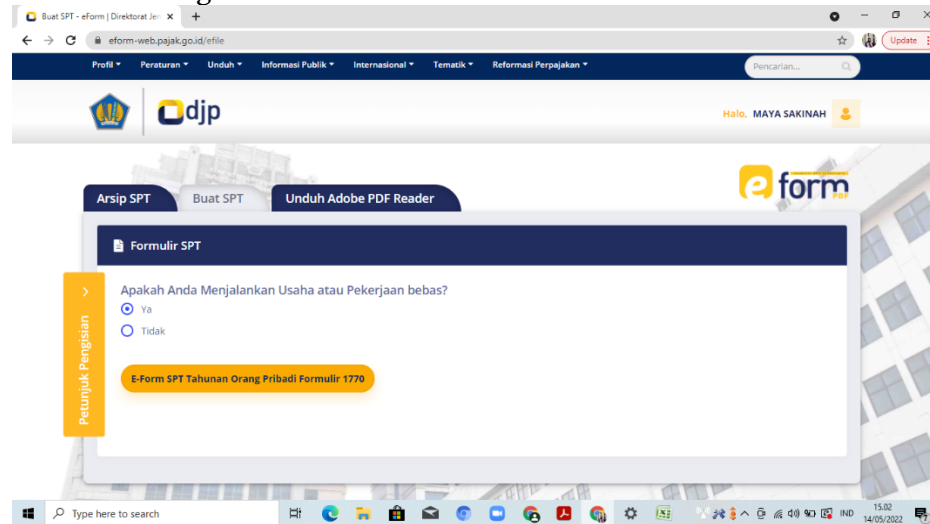 Buat SPT - eForm | Direktorat Jen
eform-web.pajak.go.id/efile
Update
Profil Peraturan Unduh Informasi Publik Internasional Tematik Reformasi Perpajakan Pencarian...
djp
Halo, MAYA SAKINAH
e form
PDF
Arsip SPT Buat SPT Unduh Adobe PDF Reader
Formulir SPT
Petunjuk Pengisian
Apakah Anda Menjalankan Usaha atau Pekerjaan bebas?
Ya
Tidak
E-Form SPT Tahunan Orang Pribadi Formulir 1770
Type here to search
IND
15.02
14/05/2022